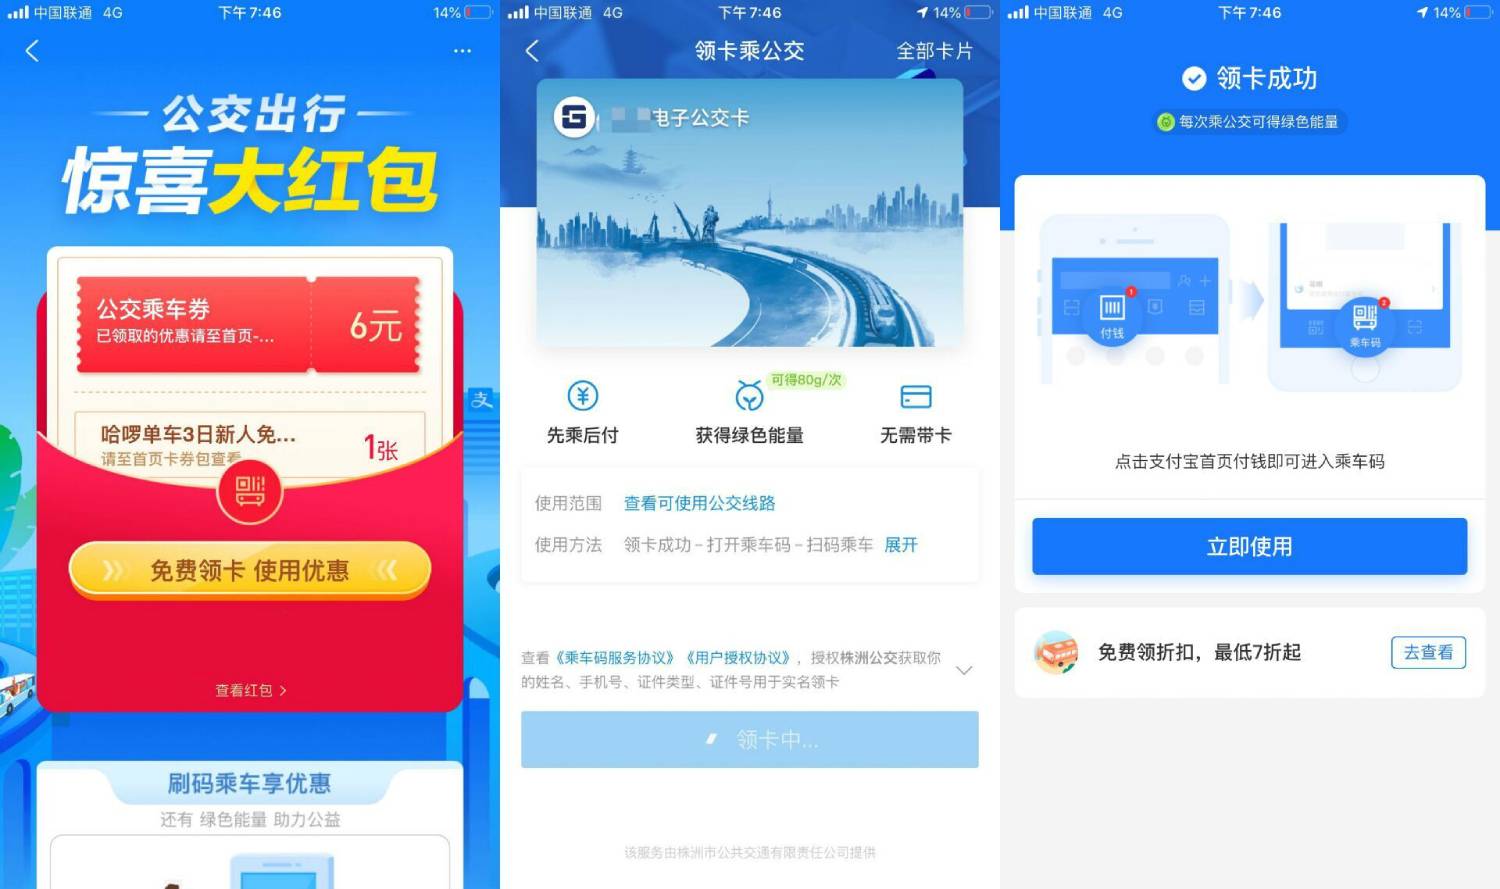 中国联通 4G 下午7:46 14%
公交出行
惊喜大红包
公交乘车券
已领取的优惠请至首页-...
6元
哈啰单车3日新人免...
请至首页卡券包查看
1张
免费领卡 使用优惠
查看红包
支
刷码乘车享优惠
还有 绿色能量 助力公益
中国联通 4G 下午7:46 14%
领卡乘公交 全部卡片
电子公交卡
可得80g/次
先乘后付 获得绿色能量 无需带卡
使用范围 查看可使用公交线路
使用方法 领卡成功-打开乘车码-扫码乘车 展开
查看《乘车码服务协议》《用户授权协议》，授权株洲公交获取你
的姓名、手机号、证件类型、证件号用于实名领卡
领卡中...
该服务由株洲市公共交通有限责任公司提供
中国联通 4G 下午7:46 14%
领卡成功
每次乘公交可得绿色能量
1
付钱
2
乘车码
点击支付宝首页付钱即可进入乘车码
立即使用
免费领折扣，最低7折起 去查看